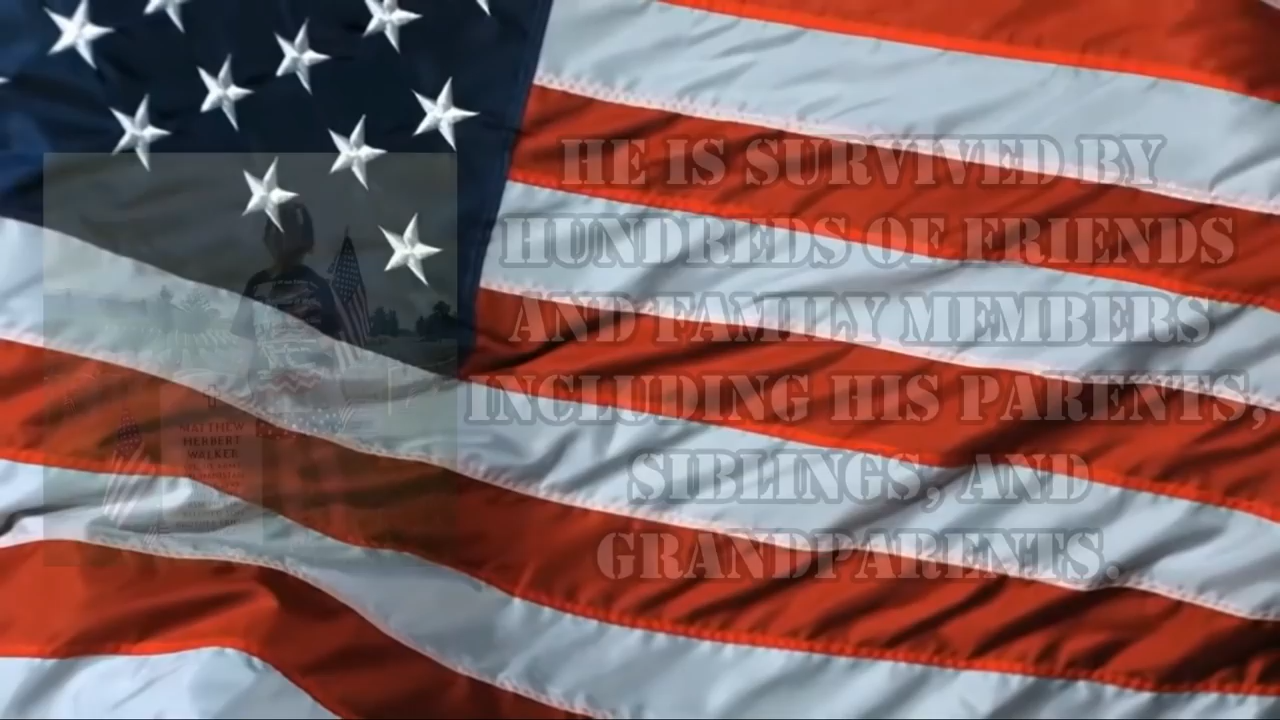 HE IS SURVIVED BY
HUNDREDS OF FRIENDS
AND FAMILY MEMBERS
INCLUDING HIS PARENTS,
SIBLINGS, AND
GRANDPARENTS.
MATTHEW
HERBERT
WALKER